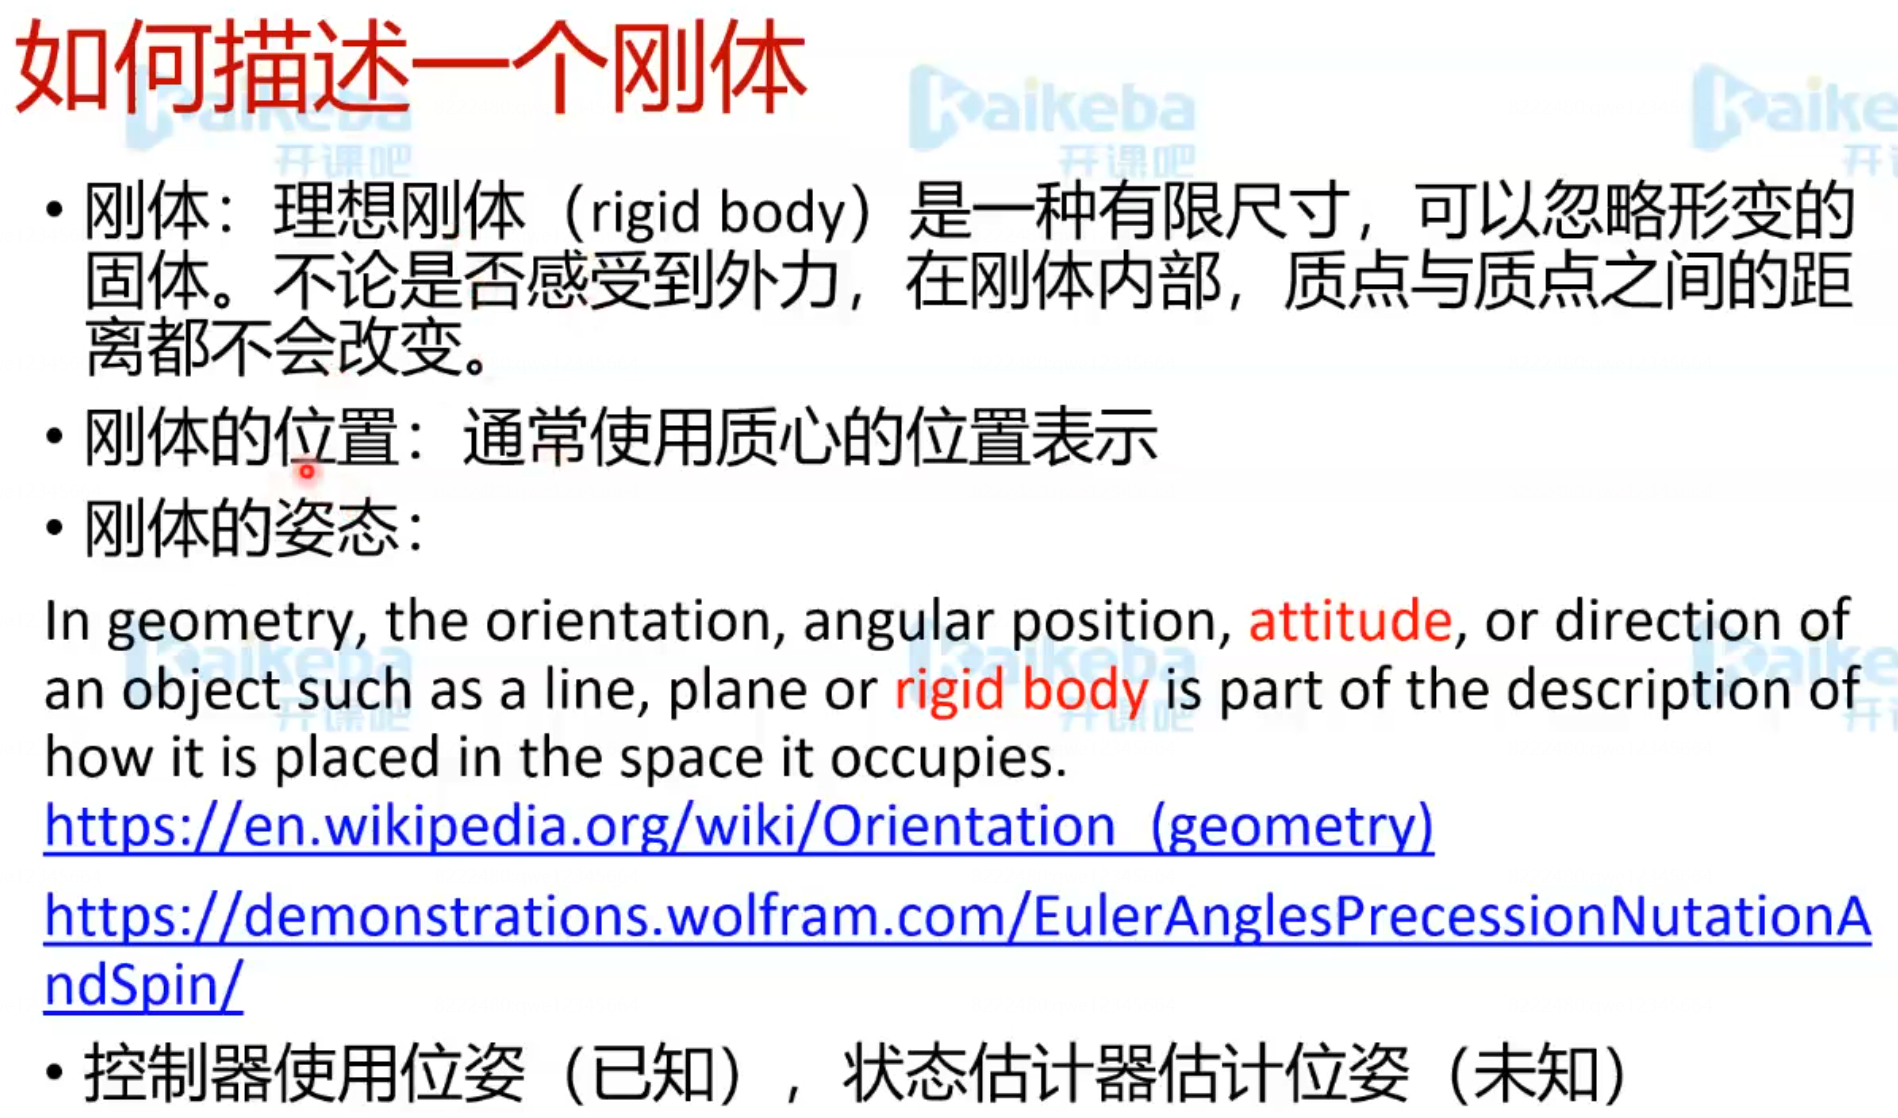 如何描述一个刚体
• 刚体：理想刚体（rigid body）是一种有限尺寸，可以忽略形变的
固体。不论是否感受到外力，在刚体内部，质点与质点之间的距
离都不会改变。
• 刚体的位置：通常使用质心的位置表示
• 刚体的姿态：
In geometry, the orientation, angular position, attitude, or direction of
an object such as a line, plane or rigid body is part of the description of
how it is placed in the space it occupies.
https://en.wikipedia.org/wiki/Orientation_(geometry)
https://demonstrations.wolfram.com/EulerAnglesPrecessionNutationA
ndSpin/
• 控制器使用位姿（已知），状态估计器估计位姿（未知）
Kaikeba
开课吧
Kaikeba
开课吧
Kaike
开课
Kaikeba
开课吧
Kaikeba
开课吧
Kaike
开课